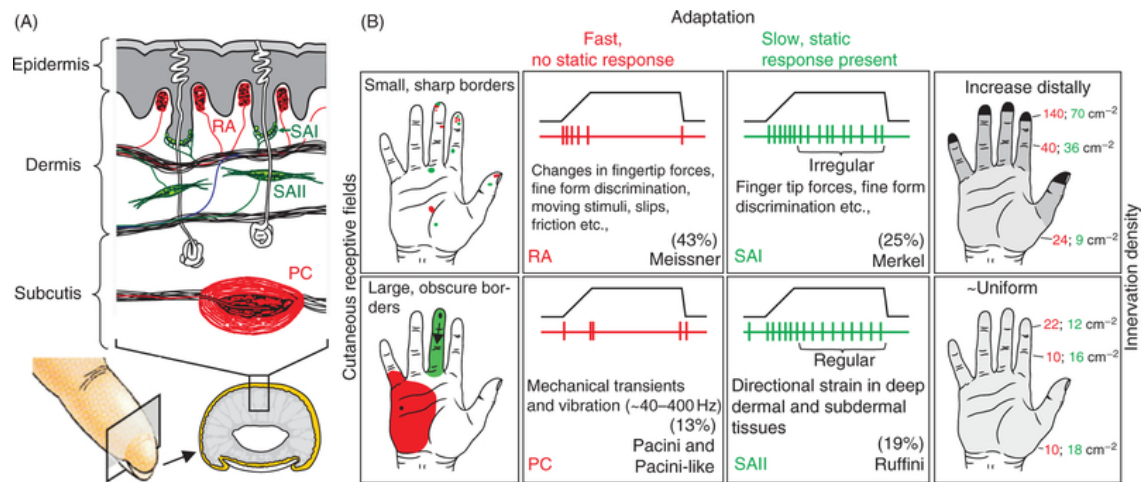 (A)
Epidermis
Dermis
Subcutis
RA
SAI
SAII
PC
(B)
Adaptation
Fast,
no static response
Slow, static
response present
Cutaneous receptive fields
Innervation density
Small, sharp borders
Changes in fingertip forces,
fine form discrimination,
moving stimuli, slips,
friction etc.,
(43%)
RA
Meissner
Irregular
Finger tip forces, fine form
discrimination etc.,
(25%)
SAI
Merkel
Increase distally
140; 70 cm⁻²
40; 36 cm⁻²
24; 9 cm⁻²
Large, obscure bor-
ders
Mechanical transients
and vibration (~40–400 Hz)
(13%)
Pacini and
PC
Pacini-like
Regular
Directional strain in deep
dermal and subdermal
tissues
(19%)
SAII
Ruffini
~Uniform
22; 12 cm⁻²
10; 16 cm⁻²
10; 18 cm⁻²